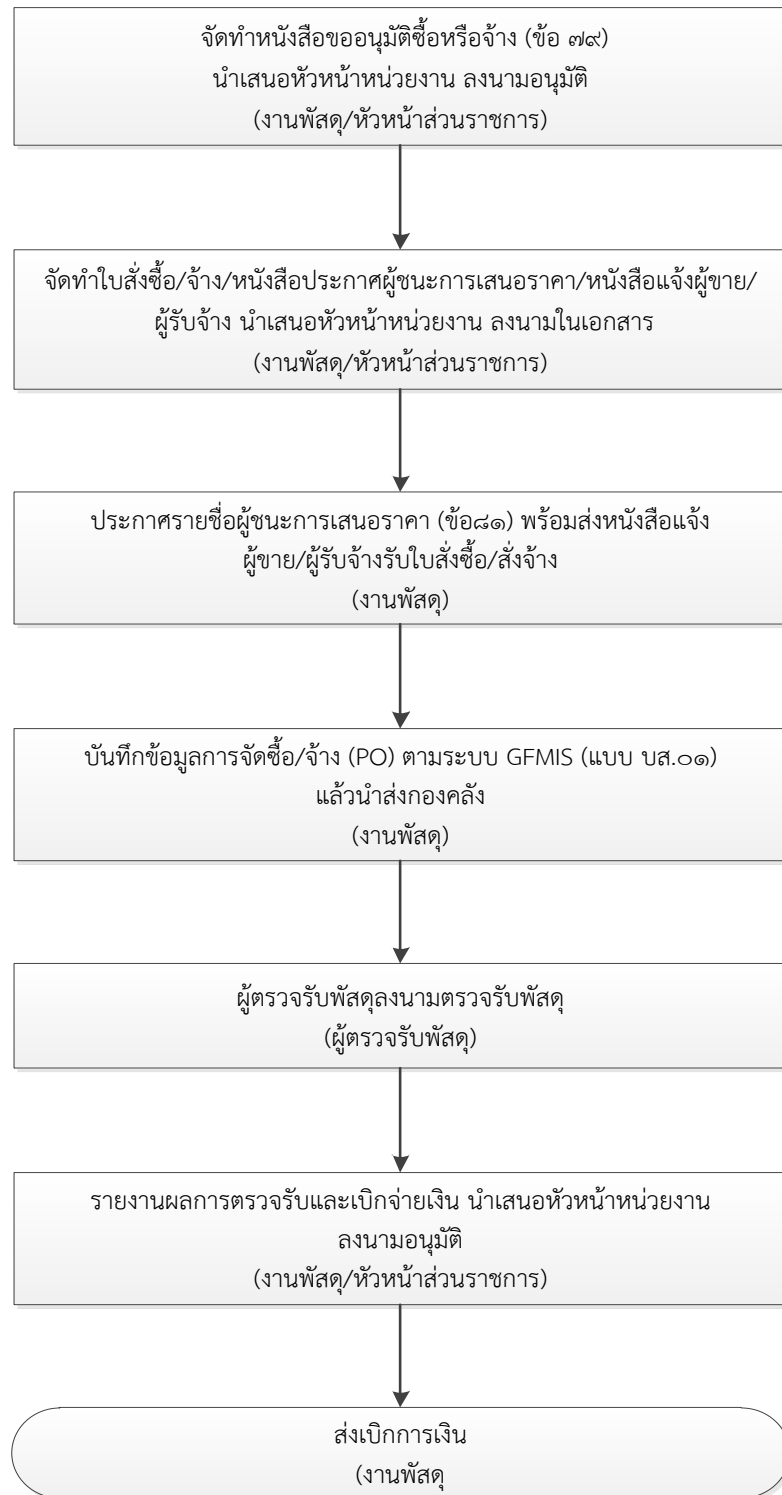 จัดทำหนังสือขออนุมัติซื้อหรือจ้าง (ข้อ ๗๙)
นำเสนอหัวหน้าหน่วยงาน ลงนามอนุมัติ
(งานพัสดุ/หัวหน้าส่วนราชการ)
จัดทำใบสั่งซื้อ/จ้าง/หนังสือประกาศผู้ชนะการเสนอราคา/หนังสือแจ้งผู้ขาย/
ผู้รับจ้าง นำเสนอหัวหน้าหน่วยงาน ลงนามในเอกสาร
(งานพัสดุ/หัวหน้าส่วนราชการ)
ประกาศรายชื่อผู้ชนะการเสนอราคา (ข้อ๘๑) พร้อมส่งหนังสือแจ้ง
ผู้ขาย/ผู้รับจ้างรับใบสั่งซื้อ/สั่งจ้าง
(งานพัสดุ)
บันทึกข้อมูลการจัดซื้อ/จ้าง (PO) ตามระบบ GFMIS (แบบ บส.๐๑)
แล้วนำส่งกองคลัง
(งานพัสดุ)
ผู้ตรวจรับพัสดุลงนามตรวจรับพัสดุ
(ผู้ตรวจรับพัสดุ)
รายงานผลการตรวจรับและเบิกจ่ายเงิน นำเสนอหัวหน้าหน่วยงาน
ลงนามอนุมัติ
(งานพัสดุ/หัวหน้าส่วนราชการ)
ส่งเบิกการเงิน
(งานพัสดุ